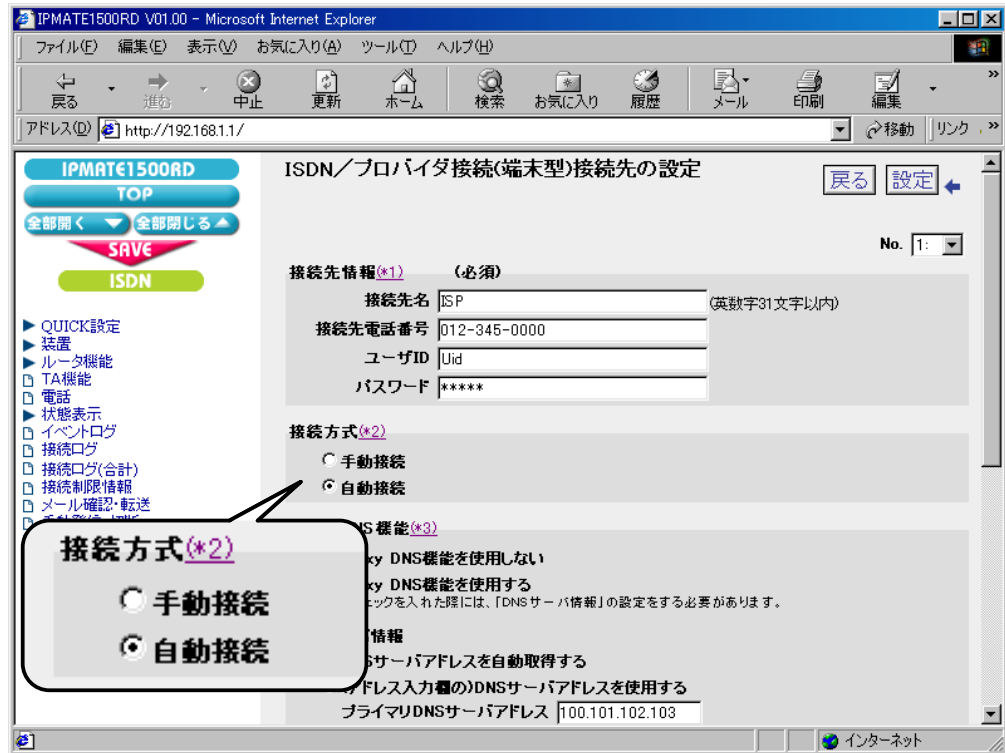 IPMATE1500RD V01.00 - Microsoft Internet Explorer
ファイル(F) 編集(E) 表示(V) お気に入り(A) ツール(T) ヘルプ(H)
戻る 進む 中止 更新 ホーム 検索 お気に入り 履歴 メール 印刷 編集 »
アドレス(D) http://192.168.1.1/ 移動 リンク »
IPMATE1500RD
TOP
全部開く 全部閉じる
SAVE
ISDN
QUICK設定
装置
ルータ機能
TA機能
電話
状態表示
イベントログ
接続ログ
接続ログ(合計)
接続制限情報
メール確認・転送
ISDN/プロバイダ接続(端末型)接続先の設定
戻る 設定
No. 1:
接続先情報(*1) (必須)
接続先名 ISP (英数字31文字以内)
接続先電話番号 012-345-0000
ユーザID Uid
パスワード *****
接続方式(*2)
手動接続
自動接続
NS機能(*3)
xy DNS機能を使用しない
xy DNS機能を使用する
ェックを入れた際には、「DNSサーバ情報」の設定をする必要があります。
情報
Sサーバアドレスを自動取得する
アドレス入力欄の)DNSサーバアドレスを使用する
プライマリDNSサーバアドレス 100.101.102.103
接続方式(*2)
手動接続
自動接続
インターネット